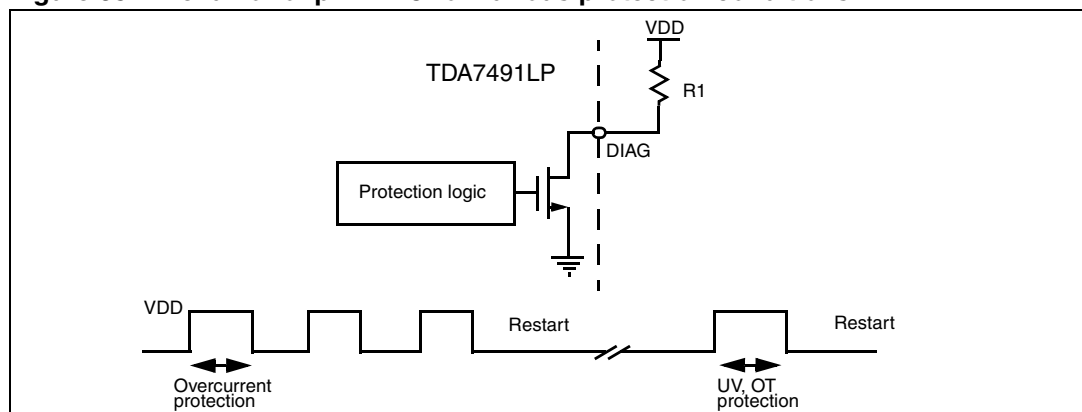 VDD
TDA7491LP
R1
DIAG
Protection logic
VDD
Restart
Restart
Overcurrent
protection
UV, OT
protection